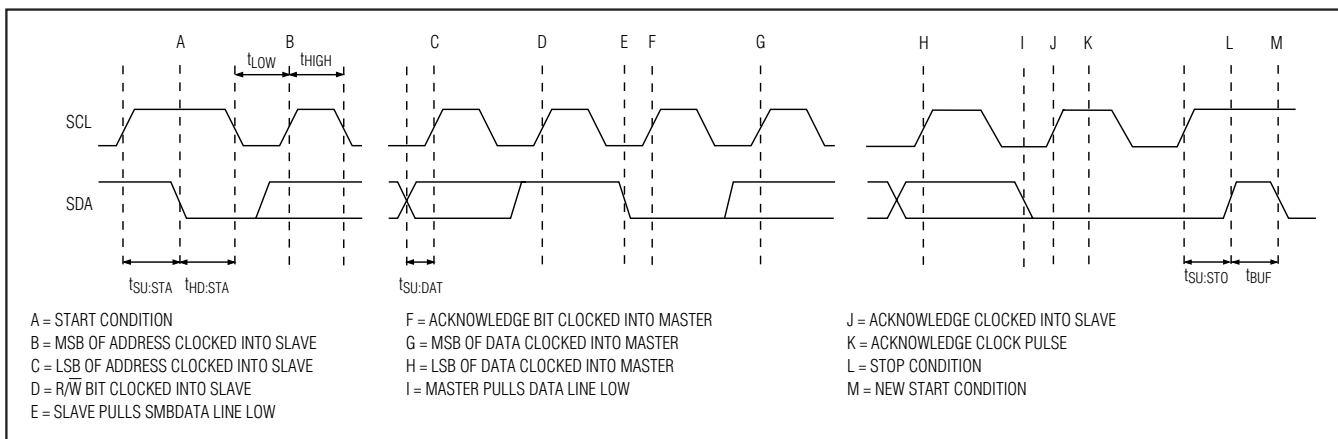 A B C D E F G H I J K L M
tLOW tHIGH
SCL
SDA
tSU:STA tHD:STA tSU:DAT tSU:STO tBUF
A = START CONDITION
B = MSB OF ADDRESS CLOCKED INTO SLAVE
C = LSB OF ADDRESS CLOCKED INTO SLAVE
D = R/W̅ BIT CLOCKED INTO SLAVE
E = SLAVE PULLS SMBDATA LINE LOW
F = ACKNOWLEDGE BIT CLOCKED INTO MASTER
G = MSB OF DATA CLOCKED INTO MASTER
H = LSB OF DATA CLOCKED INTO MASTER
I = MASTER PULLS DATA LINE LOW
J = ACKNOWLEDGE CLOCKED INTO SLAVE
K = ACKNOWLEDGE CLOCK PULSE
L = STOP CONDITION
M = NEW START CONDITION